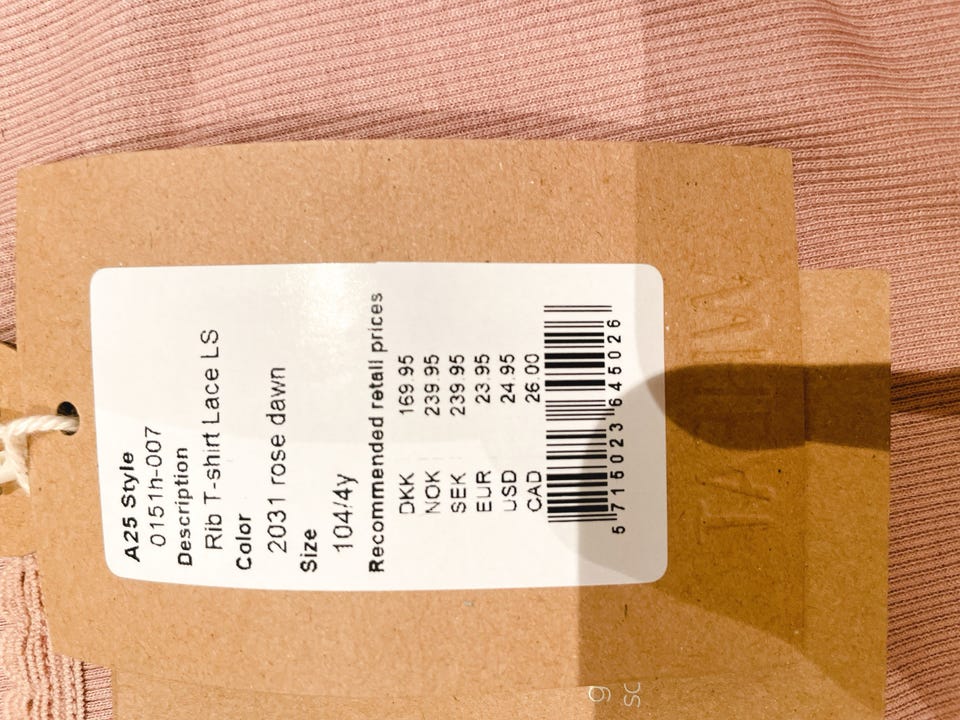 A25 Style
0151h-007
Description
Rib T-shirt Lace LS
Color
2031 rose dawn
Size
104/4y
Recommended retail prices
DKK 169.95
NOK 239.95
SEK 239.95
EUR 23.95
USD 24.95
CAD 26.00
5 715023 645026